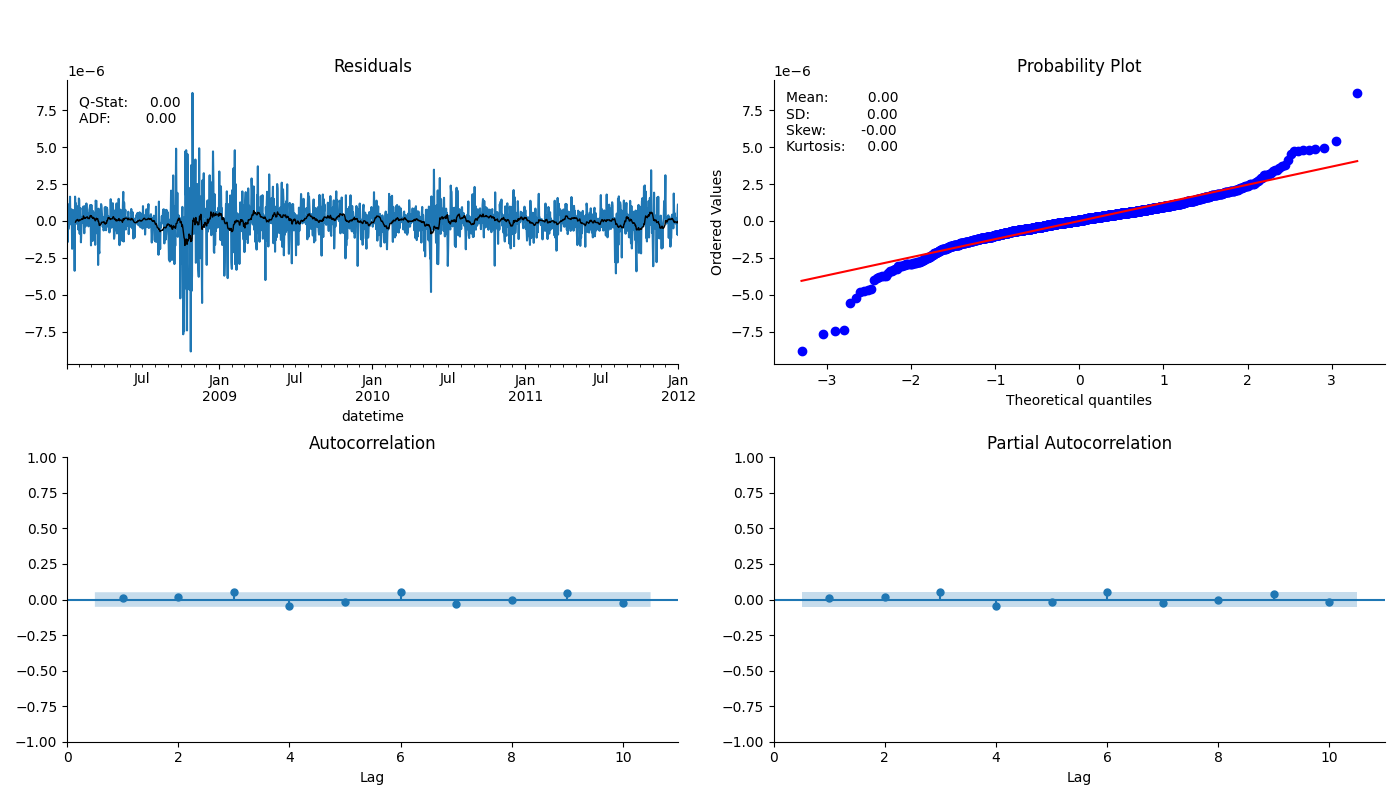 Residuals
1e−6
Q-Stat: 0.00
ADF: 0.00
7.5
5.0
2.5
0.0
−2.5
−5.0
−7.5
Jul
Jan
2009
Jul
Jan
2010
Jul
Jan
2011
Jul
Jan
2012
datetime
Probability Plot
1e−6
Mean: 0.00
SD: 0.00
Skew: -0.00
Kurtosis: 0.00
Ordered Values
7.5
5.0
2.5
0.0
−2.5
−5.0
−7.5
−3 −2 −1 0 1 2 3
Theoretical quantiles
Autocorrelation
1.00
0.75
0.50
0.25
0.00
−0.25
−0.50
−0.75
−1.00
0 2 4 6 8 10
Lag
Partial Autocorrelation
1.00
0.75
0.50
0.25
0.00
−0.25
−0.50
−0.75
−1.00
0 2 4 6 8 10
Lag